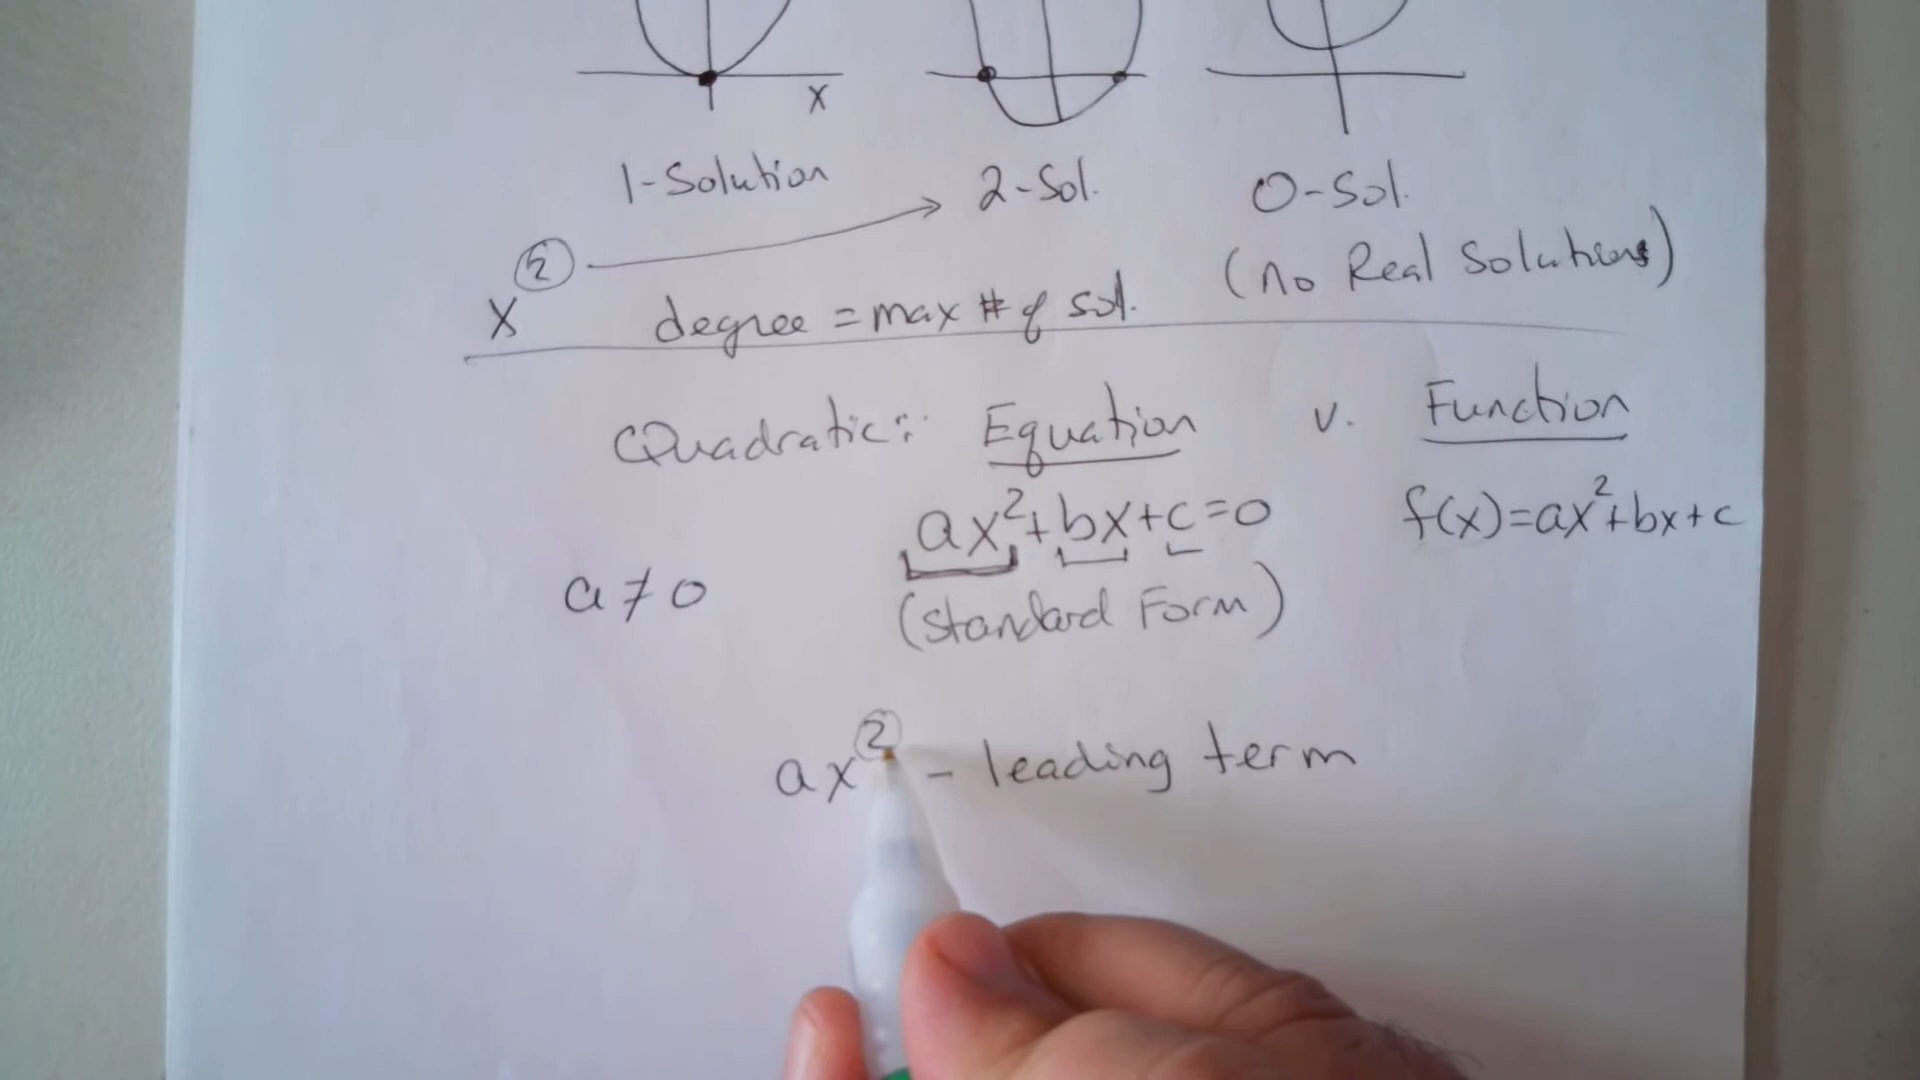 x
1-Solution 2-Sol. 0-Sol.
x² (no Real Solutions)
degree = max # of sol.
Quadratic: Equation v. Function
ax²+bx+c=0 f(x)=ax²+bx+c
a≠0 (Standard Form)
ax² - leading term